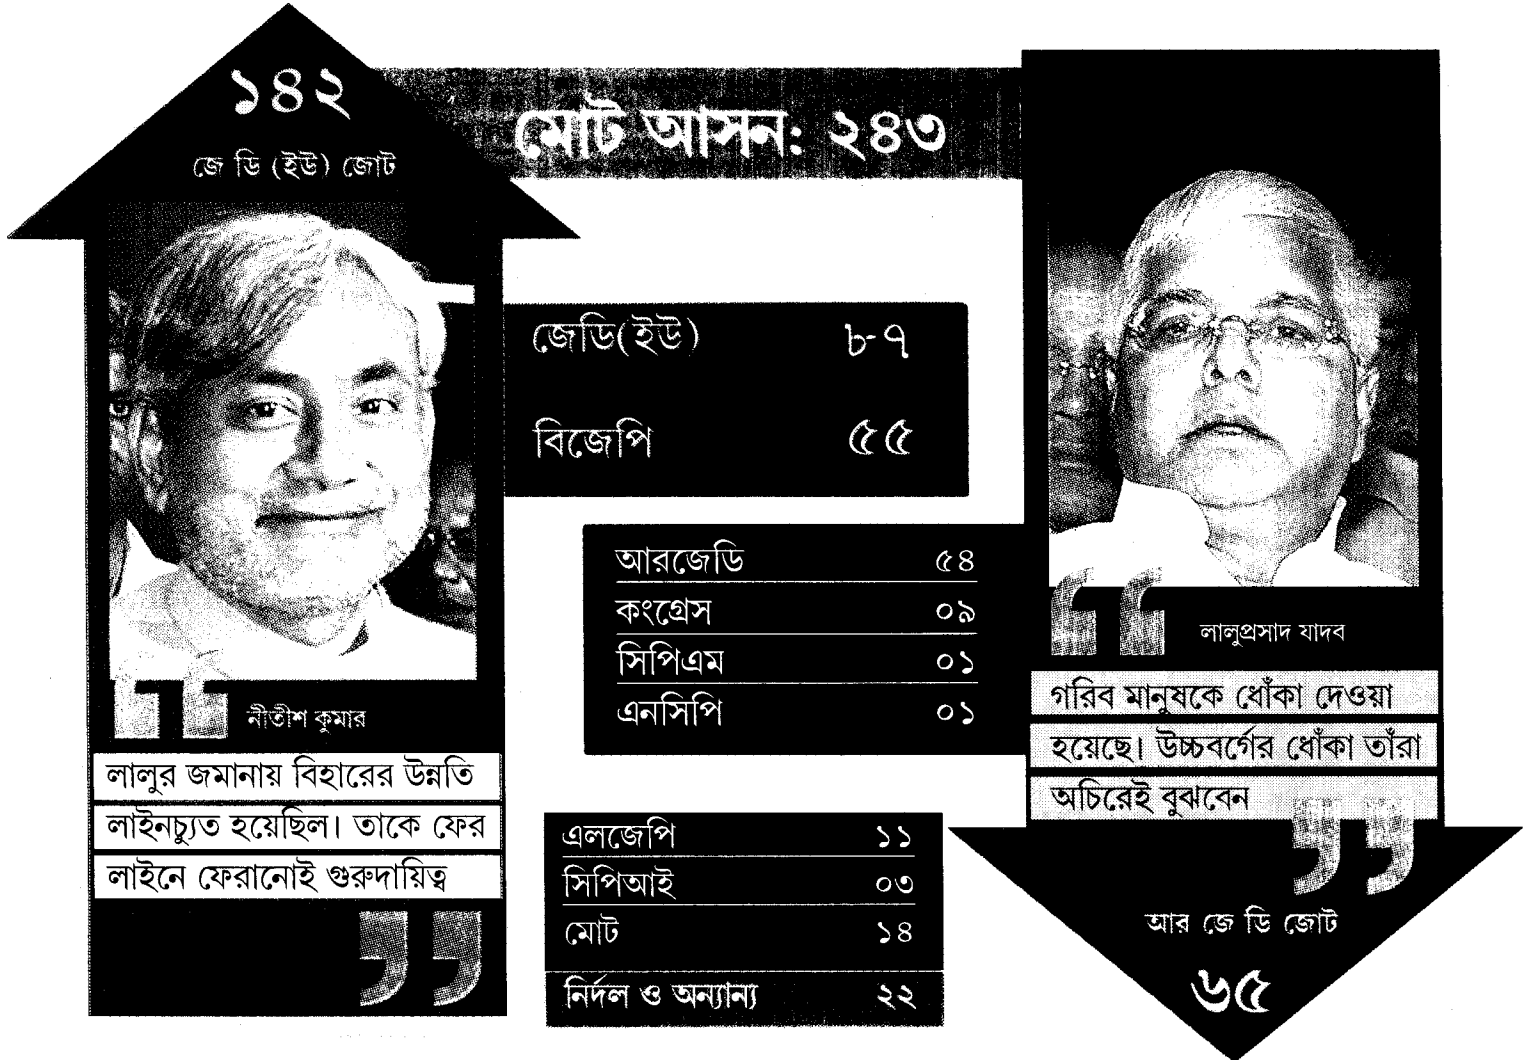 ১৪২
জে ডি (ইউ) জোট
মোট আসন: ২৪৩
জেডি(ইউ) ৮৭
বিজেপি ৫৫
আরজেডি ৫৪
কংগ্রেস ০৯
সিপিএম ০১
এনসিপি ০১
এলজেপি ১১
সিপিআই ০৩
মোট ১৪
নির্দল ও অন্যান্য ২২
“
নীতীশ কুমার
লালুর জমানায় বিহারের উন্নতি
লাইনচ্যুত হয়েছিল। তাকে ফের
লাইনে ফেরানোই গুরুদায়িত্ব
”
“
লালুপ্রসাদ যাদব
গরিব মানুষকে ধোঁকা দেওয়া
হয়েছে। উচ্চবর্গের ধোঁকা তাঁরা
অচিরেই বুঝবেন
”
আর জে ডি জোট
৬৫